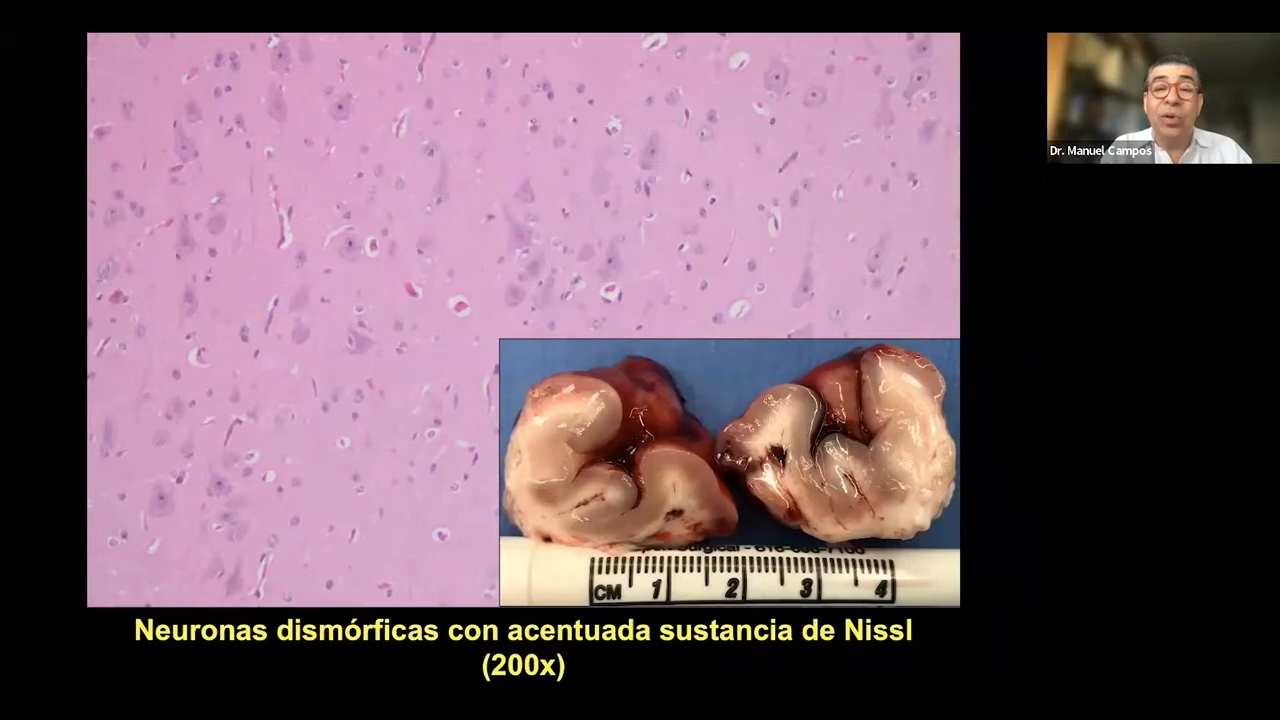 Dr. Manuel Campos
CM 1 2 3 4
Neuronas dismórficas con acentuada sustancia de Nissl
(200x)